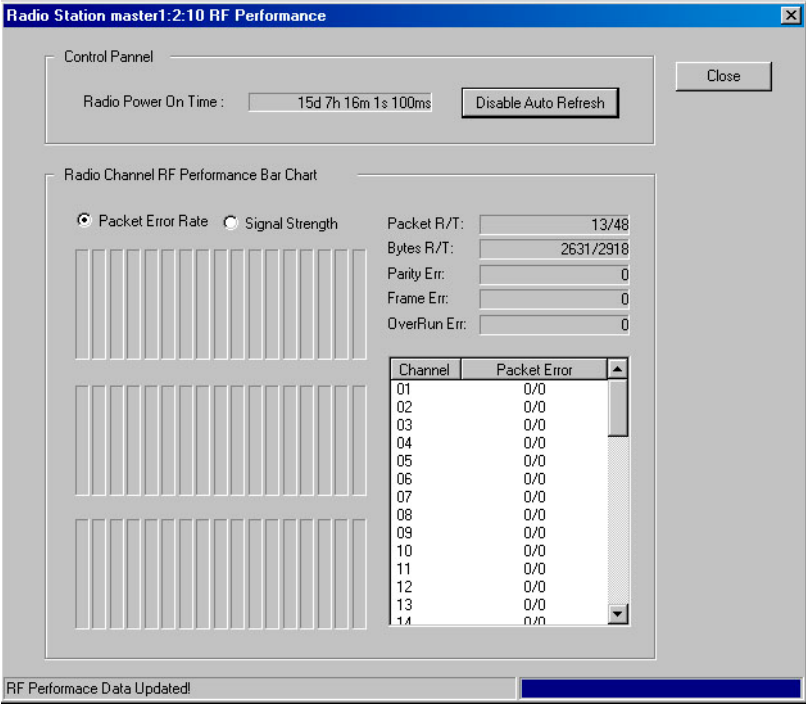 Radio Station master1:2:10 RF Performance
Control Pannel
Radio Power On Time : 15d 7h 16m 1s 100ms Disable Auto Refresh
Close
Radio Channel RF Performance Bar Chart
Packet Error Rate Signal Strength
Packet R/T: 13/48
Bytes R/T: 2631/2918
Parity Err: 0
Frame Err: 0
OverRun Err: 0
Channel Packet Error
01 0/0
02 0/0
03 0/0
04 0/0
05 0/0
06 0/0
07 0/0
08 0/0
09 0/0
10 0/0
11 0/0
12 0/0
13 0/0
14 0/0
RF Performace Data Updated!